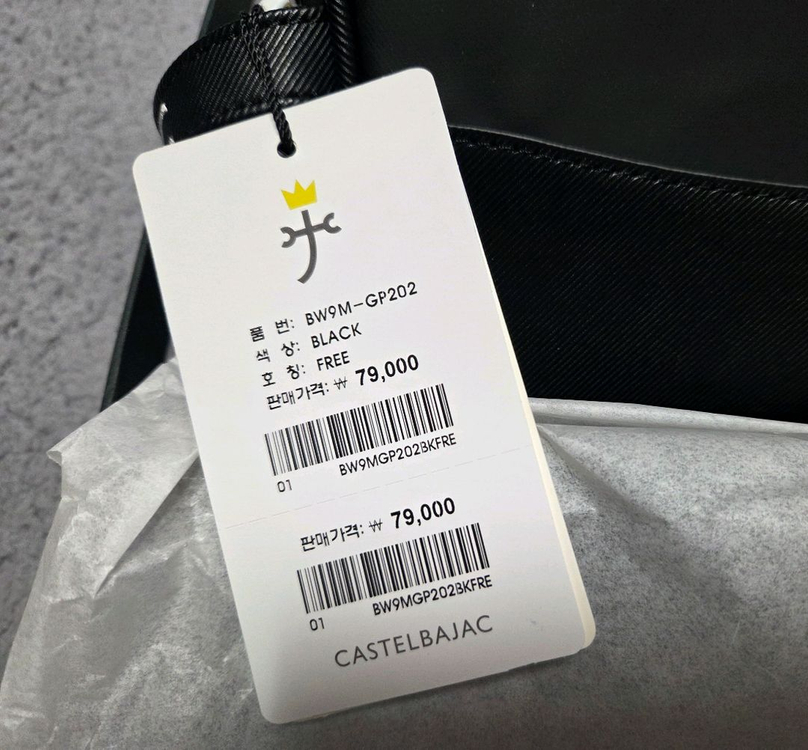 품 번: BW9M-GP202
색 상: BLACK
호 칭: FREE
판매가격: ₩ 79,000
BW9MGP202BKFRE
01
판매가격: ₩ 79,000
BW9MGP202BKFRE
01
CASTELBAJAC